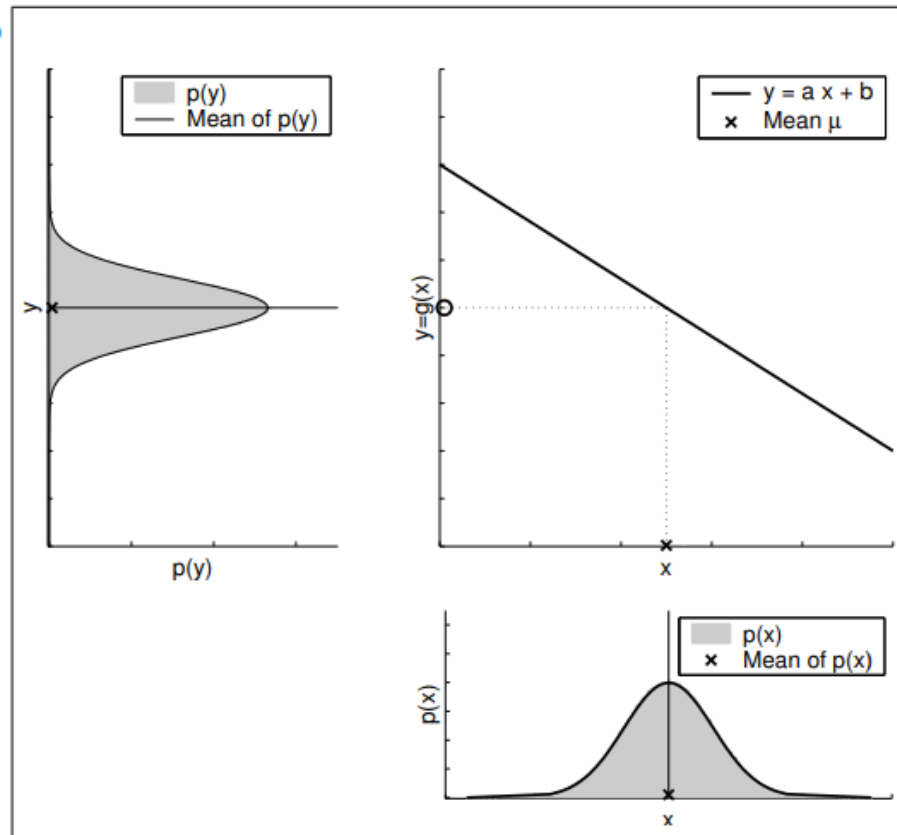 p(y)
Mean of p(y)
y
p(y)
y = a x + b
Mean μ
y=g(x)
x
p(x)
Mean of p(x)
p(x)
x